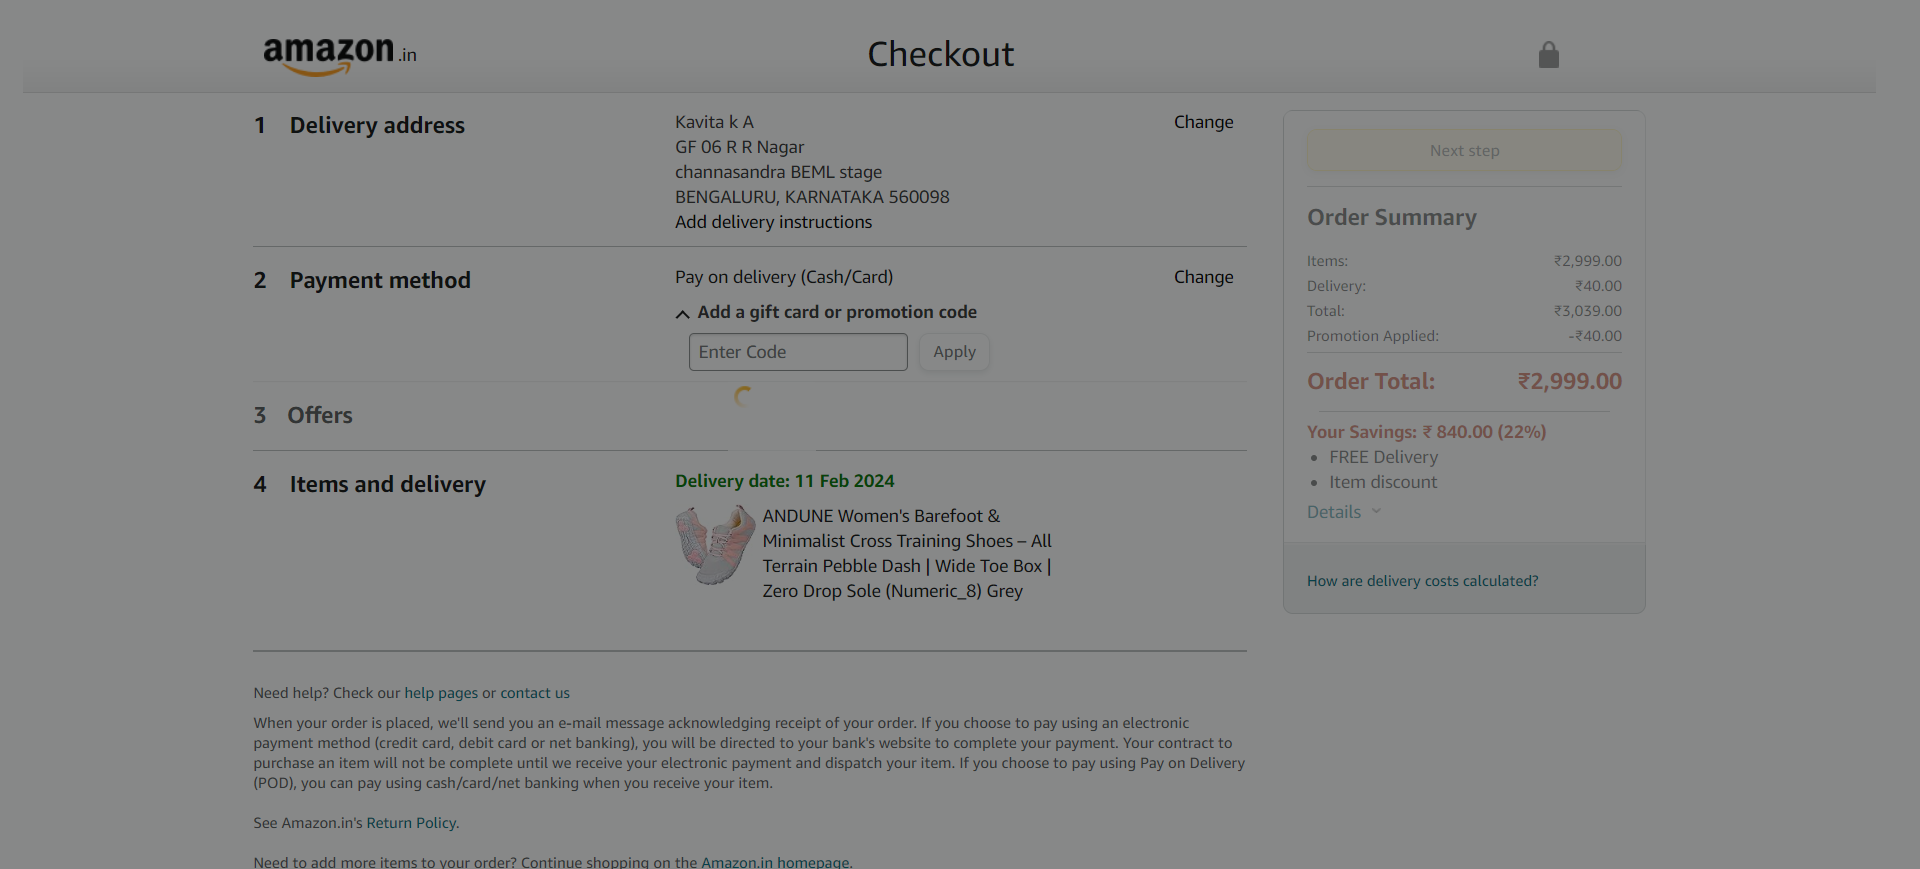 amazon.in
Checkout
1 Delivery address
Kavita k A
GF 06 R R Nagar
channasandra BEML stage
BENGALURU, KARNATAKA 560098
Add delivery instructions
Change
2 Payment method
Pay on delivery (Cash/Card)
Change
Add a gift card or promotion code
Enter Code
Apply
3 Offers
4 Items and delivery
Delivery date: 11 Feb 2024
ANDUNE Women's Barefoot &
Minimalist Cross Training Shoes – All
Terrain Pebble Dash | Wide Toe Box |
Zero Drop Sole (Numeric_8) Grey
Next step
Order Summary
Items: ₹2,999.00
Delivery: ₹40.00
Total: ₹3,039.00
Promotion Applied: -₹40.00
Order Total: ₹2,999.00
Your Savings: ₹ 840.00 (22%)
• FREE Delivery
• Item discount
Details
How are delivery costs calculated?
Need help? Check our help pages or contact us
When your order is placed, we'll send you an e-mail message acknowledging receipt of your order. If you choose to pay using an electronic
payment method (credit card, debit card or net banking), you will be directed to your bank's website to complete your payment. Your contract to
purchase an item will not be complete until we receive your electronic payment and dispatch your item. If you choose to pay using Pay on Delivery
(POD), you can pay using cash/card/net banking when you receive your item.
See Amazon.in's Return Policy.
Need to add more items to your order? Continue shopping on the Amazon.in homepage.